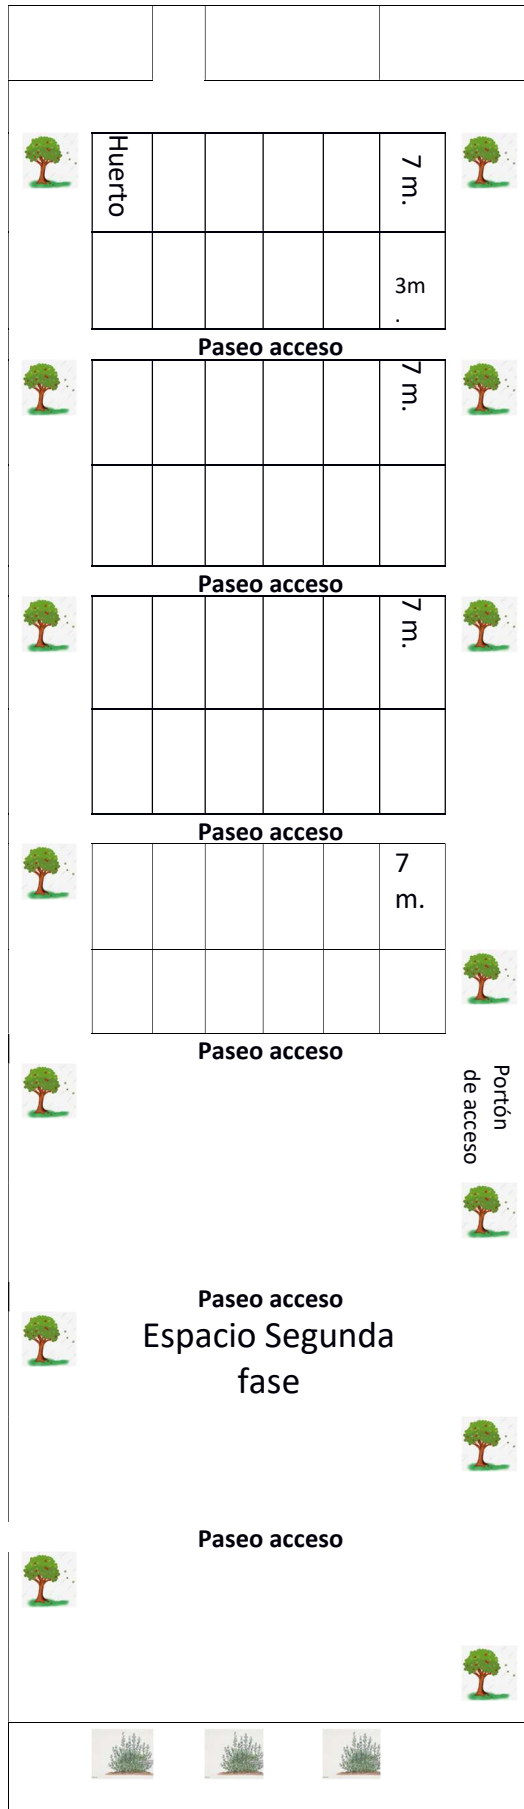 Huerto
7 m.
3m
.
Paseo acceso
7 m.
Paseo acceso
7 m.
Paseo acceso
7
m.
Paseo acceso
Portón
de acceso
Paseo acceso
Espacio Segunda
fase
Paseo acceso